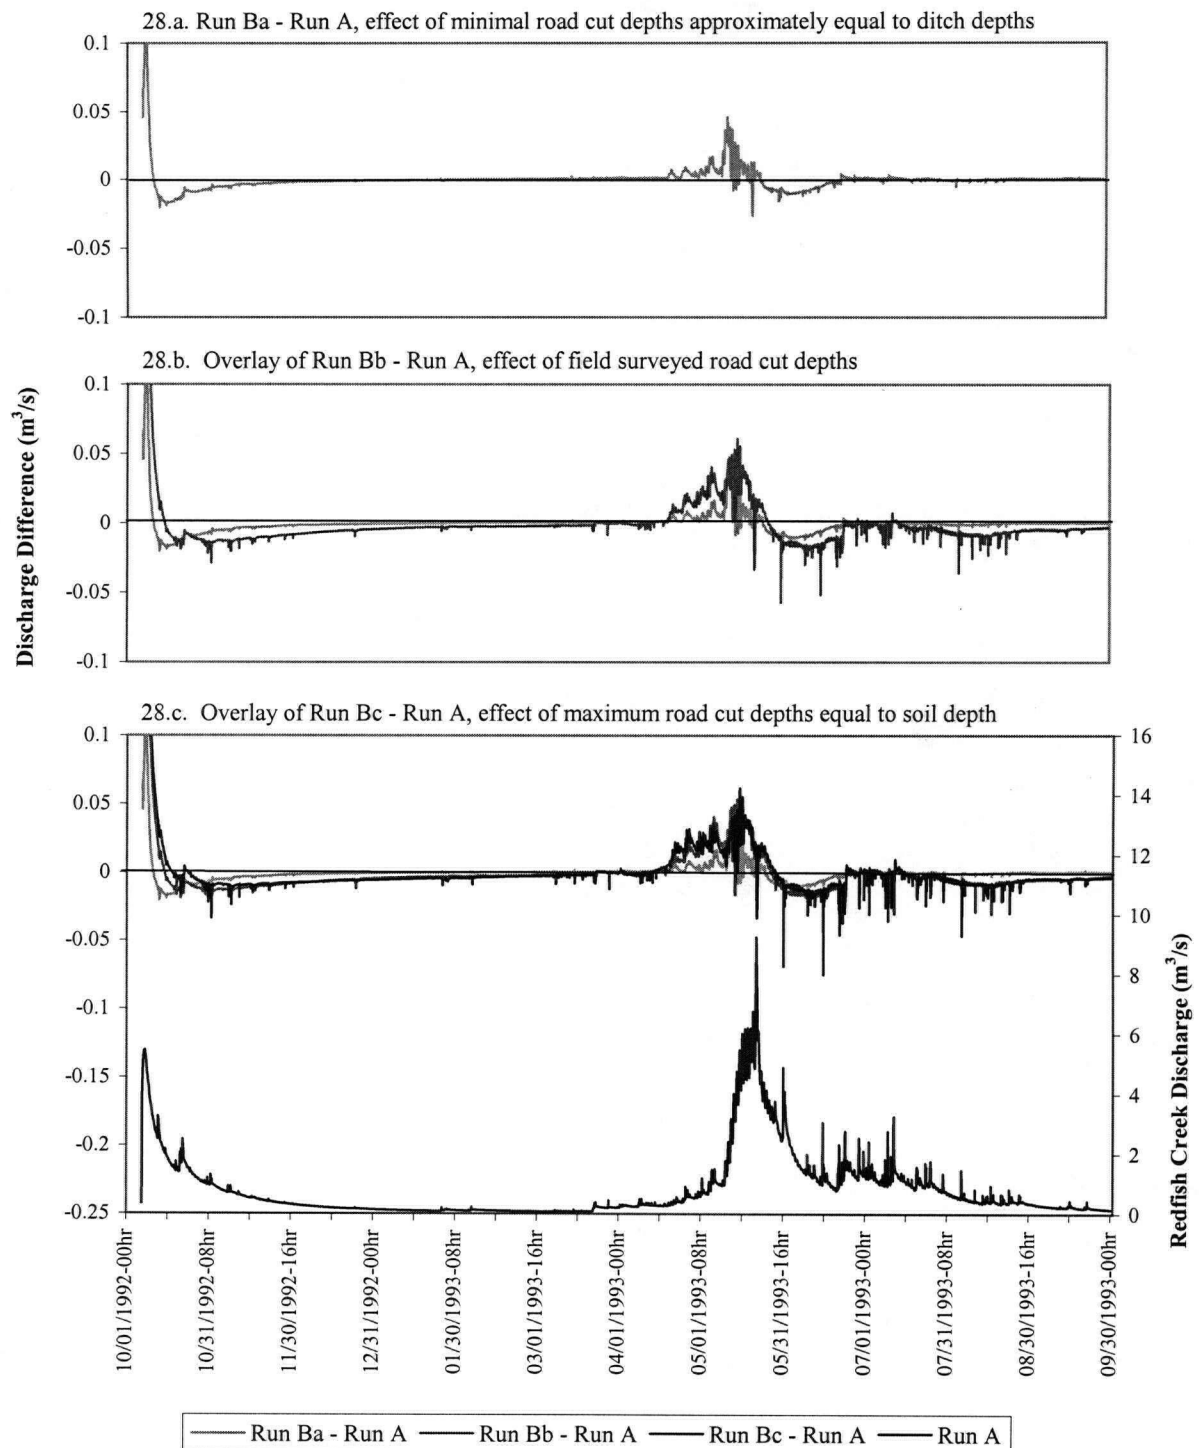 28.a. Run Ba - Run A, effect of minimal road cut depths approximately equal to ditch depths
0.1
0.05
0
-0.05
-0.1
28.b. Overlay of Run Bb - Run A, effect of field surveyed road cut depths
0.1
0.05
0
-0.05
-0.1
Discharge Difference (m³/s)
28.c. Overlay of Run Bc - Run A, effect of maximum road cut depths equal to soil depth
0.1
0.05
0
-0.05
-0.1
-0.15
-0.2
-0.25
16
14
12
10
8
6
4
2
0
Redfish Creek Discharge (m³/s)
10/01/1992-00hr
10/31/1992-08hr
11/30/1992-16hr
12/31/1992-00hr
01/30/1993-08hr
03/01/1993-16hr
04/01/1993-00hr
05/01/1993-08hr
05/31/1993-16hr
07/01/1993-00hr
07/31/1993-08hr
08/30/1993-16hr
09/30/1993-00hr
Run Ba - Run A Run Bb - Run A Run Bc - Run A Run A